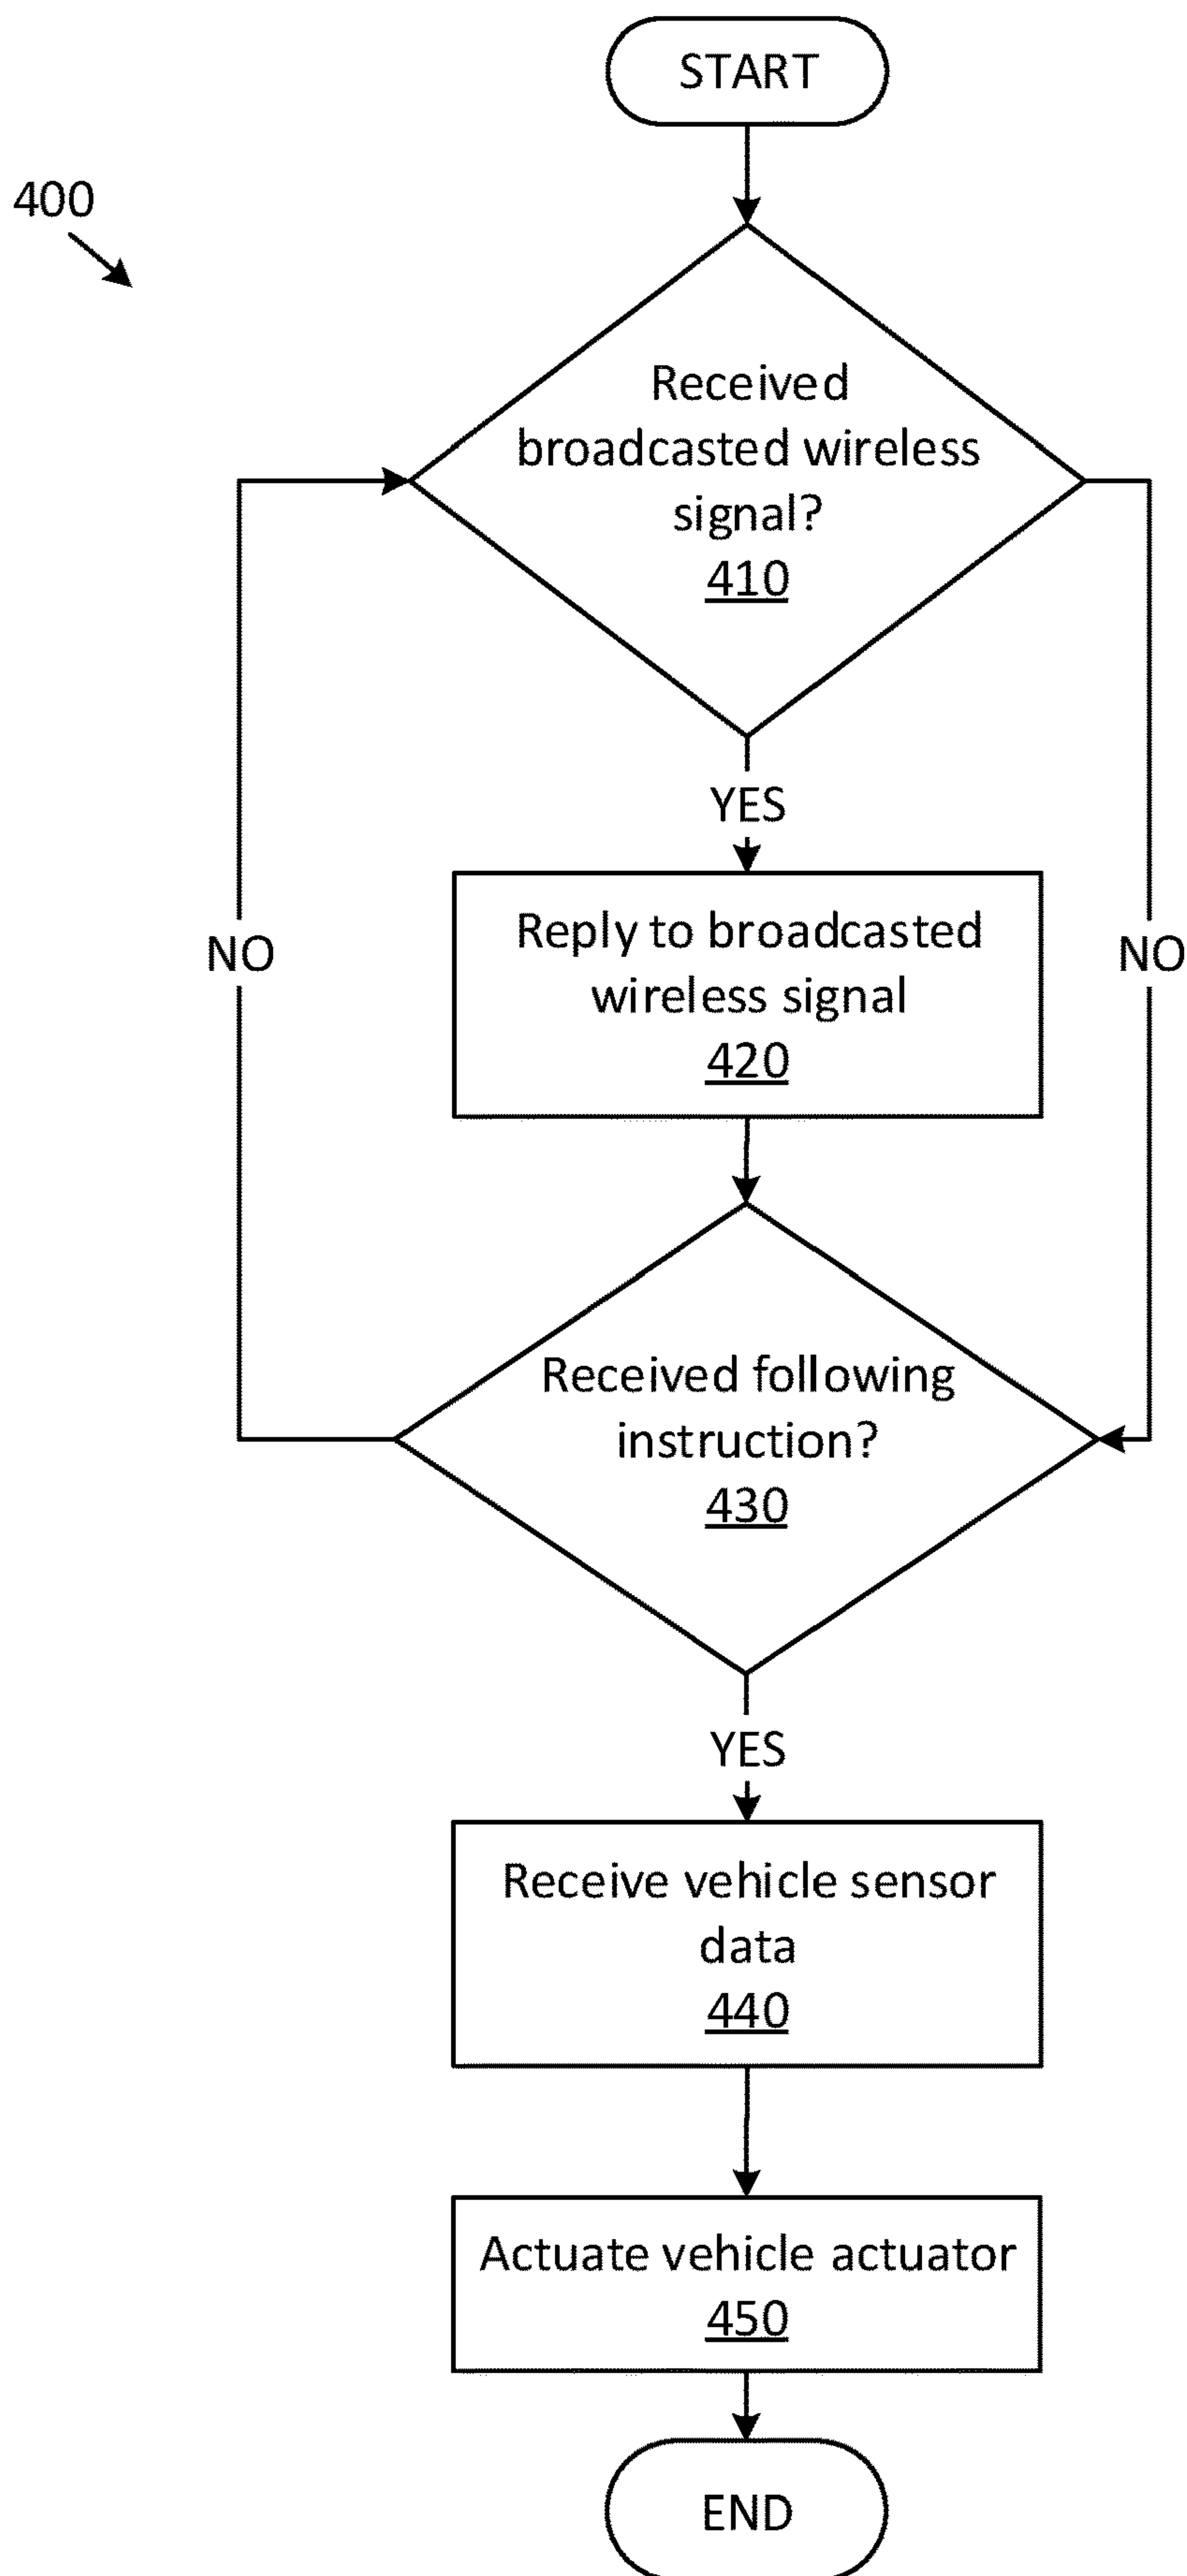 START
400
Received
broadcasted wireless
signal?
410
YES
Reply to broadcasted
wireless signal
420
NO
NO
Received following
instruction?
430
YES
Receive vehicle sensor
data
440
Actuate vehicle actuator
450
END